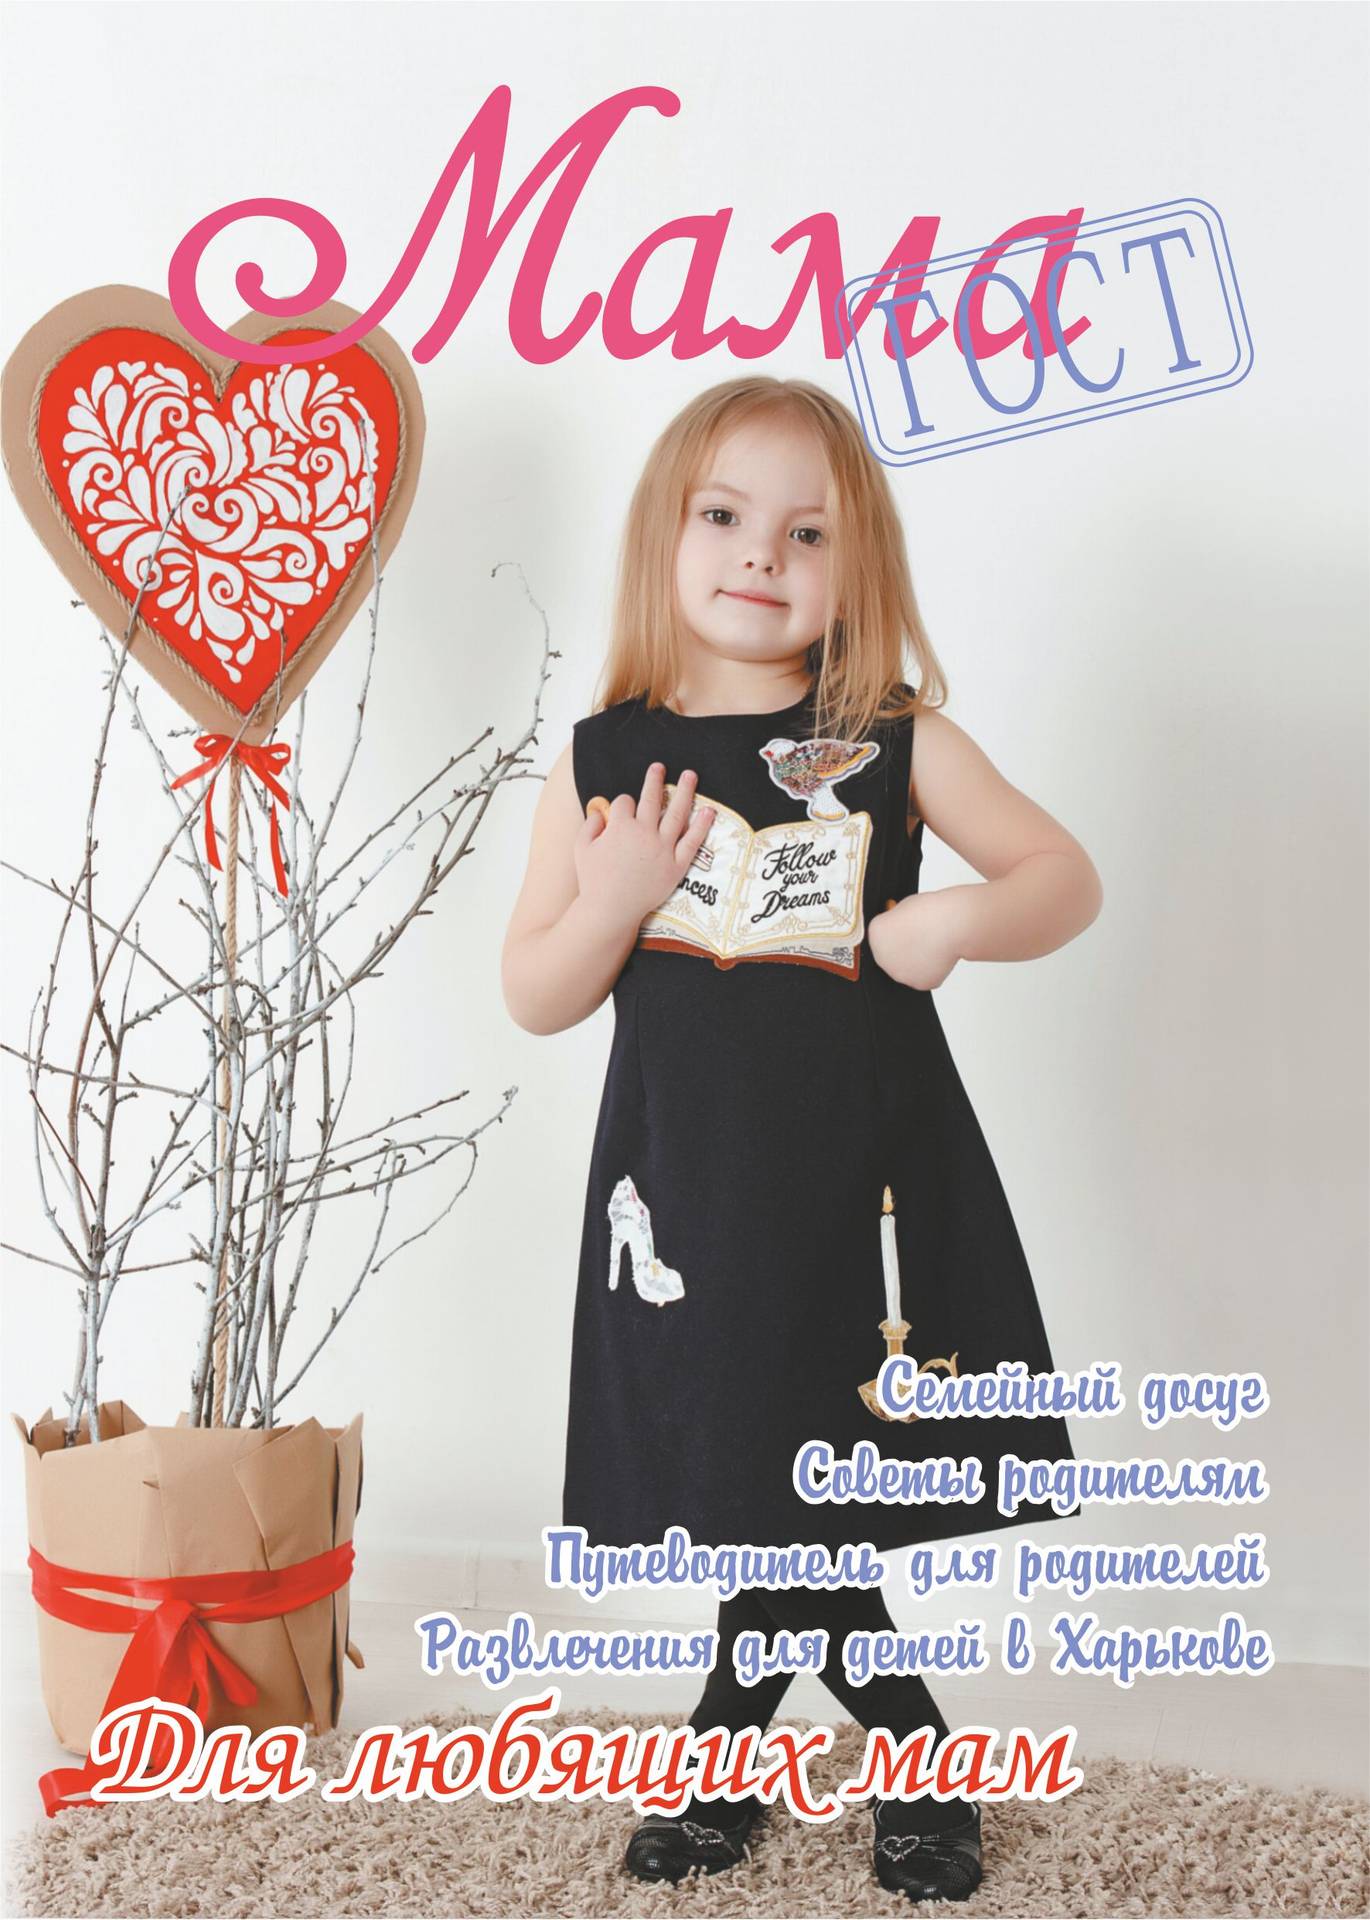 Мама
ГОСТ
Follow
your
Dreams
Семейный досуг
Советы родителям
Путеводитель для родителей
Развлечения для детей в Харькове
Для любящих мам